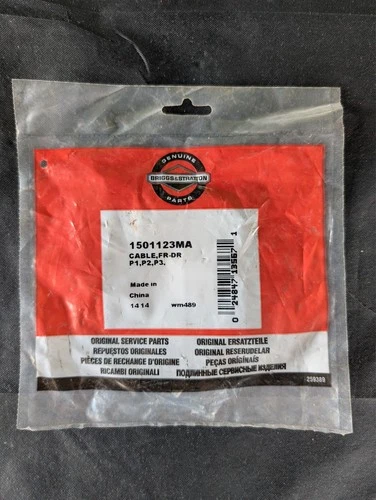 GENUINE
BRIGGS&STRATTON
PARTS
1501123MA
CABLE,FR-DR
P1,P2,P3,
Made in
China
1414 wm489
0 24847 13567 1
ORIGINAL SERVICE PARTS
REPUESTOS ORIGINALES
PIÈCES DE RECHANGE D'ORIGINE
RICAMBI ORIGINALI
ORIGINAL ERSATZTEILE
ORIGINAL RESERUDELAR
PEÇAS ORIGINAIS
ПОДЛИННЫЕ СЕРВИСНЫЕ ИЗДЕЛИЯ